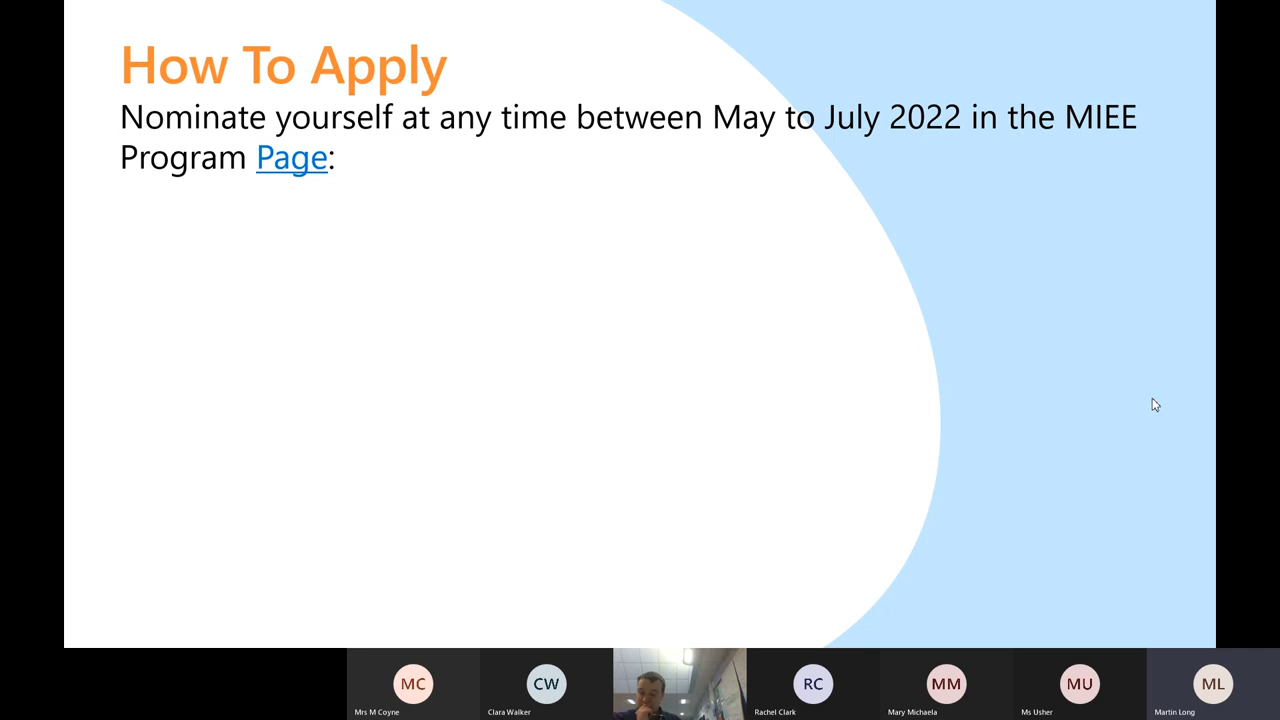 How To Apply
Nominate yourself at any time between May to July 2022 in the MIEE
Program Page:
MC
CW
RC
MM
MU
ML
Mrs M Coyne
Clara Walker
Rachel Clark
Mary Michaela
Ms Usher
Martin Long